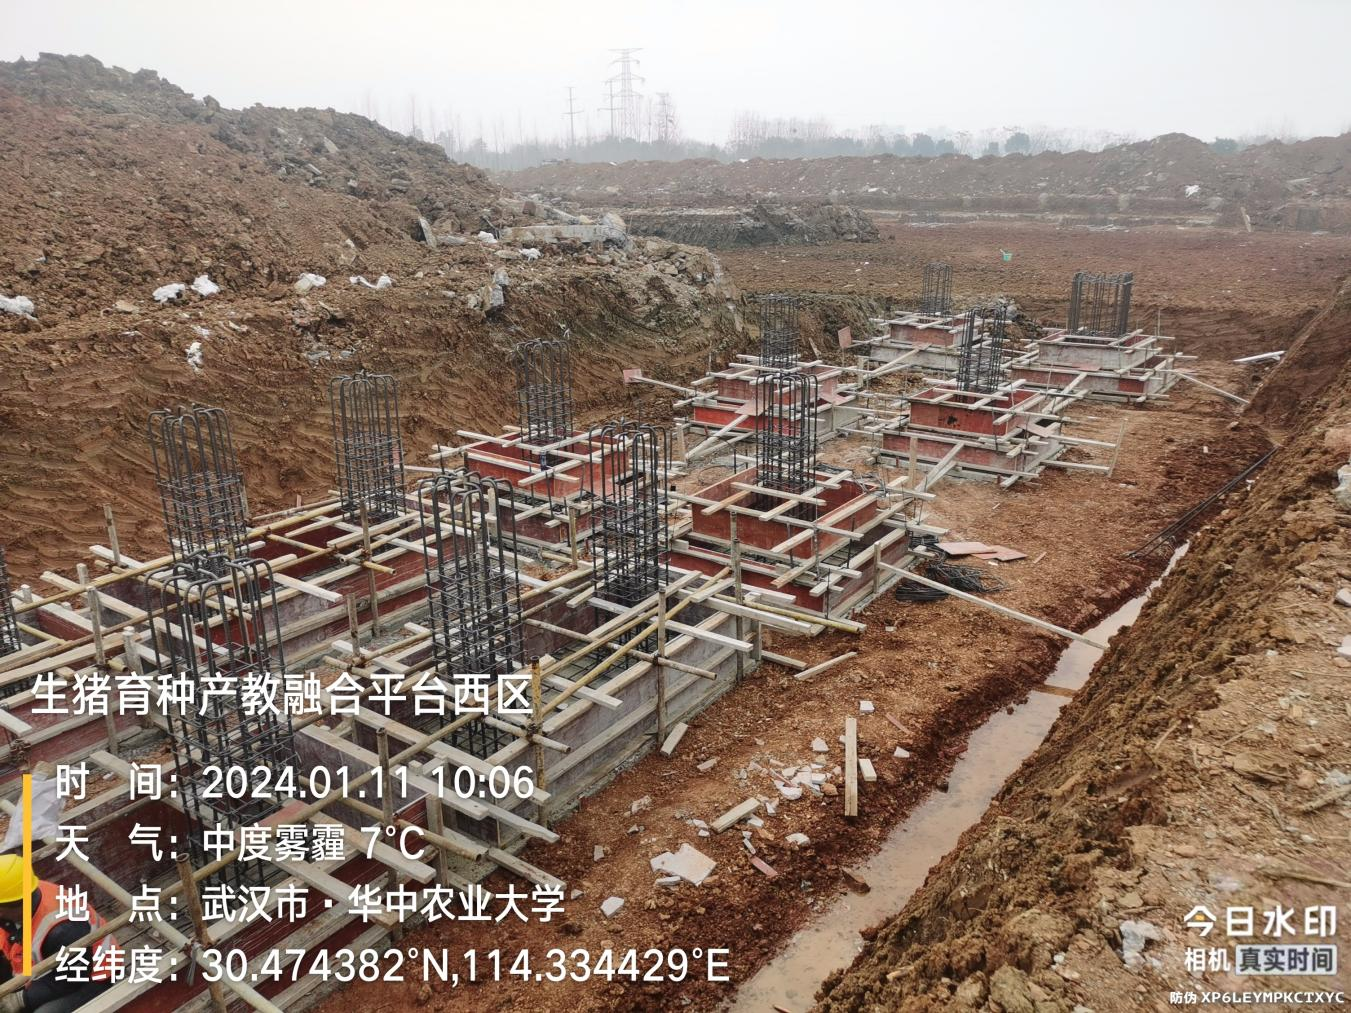 生猪育种产教融合平台西区
时 间：2024.01.11 10:06
天 气：中度雾霾 7°C
地 点：武汉市·华中农业大学
经纬度：30.474382°N,114.334429°E
今日水印
相机 真实时间
防伪 XP6LEYMPKCTXYC